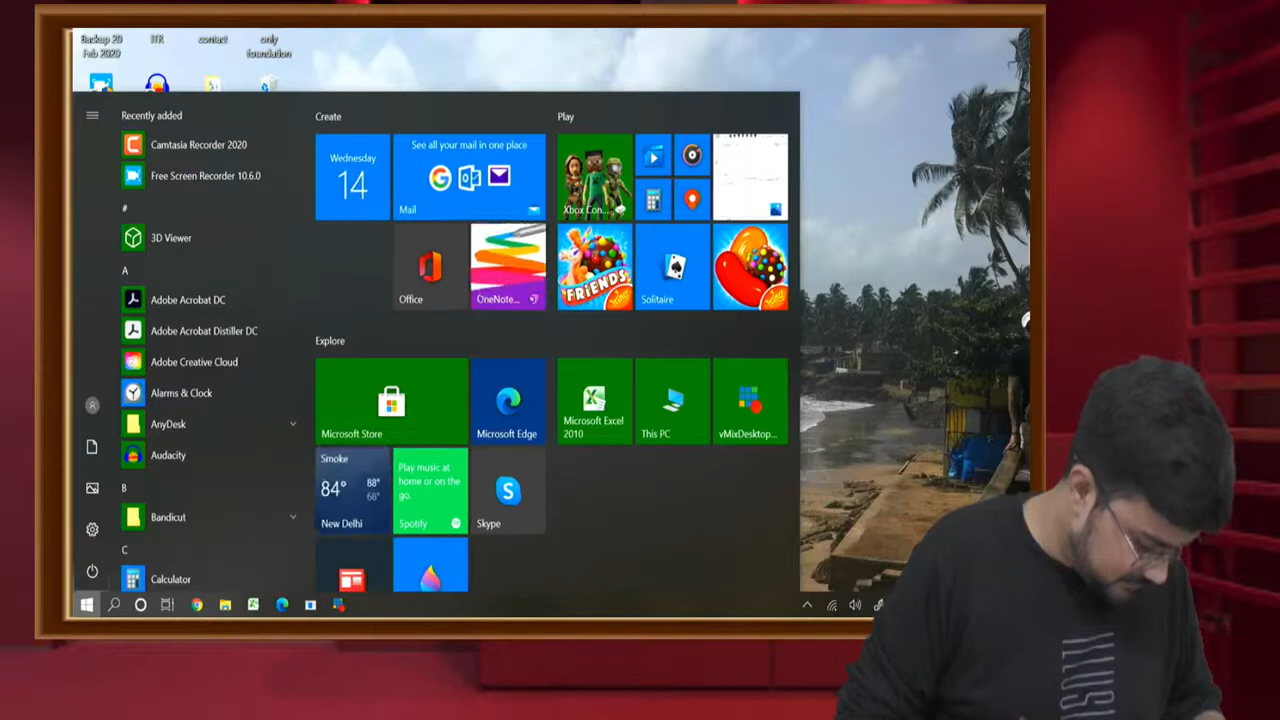 Backup 20
Feb 2020
ITR
contact
only
foundation
Recently added
Camtasia Recorder 2020
Free Screen Recorder 10.6.0
#
3D Viewer
A
Adobe Acrobat DC
Adobe Acrobat Distiller DC
Adobe Creative Cloud
Alarms & Clock
AnyDesk
Audacity
B
Bandicut
C
Calculator
Create
Wednesday
14
See all your mail in one place
Mail
Office
OneNote...
Play
Xbox Con...
FRIENDS
King
Solitaire
King
Explore
Microsoft Store
Microsoft Edge
Microsoft Excel
2010
This PC
vMixDesktop...
Smoke
84°
88°
68°
New Delhi
Play music at
home or on the
go.
Spotify
Skype
ILLUSI